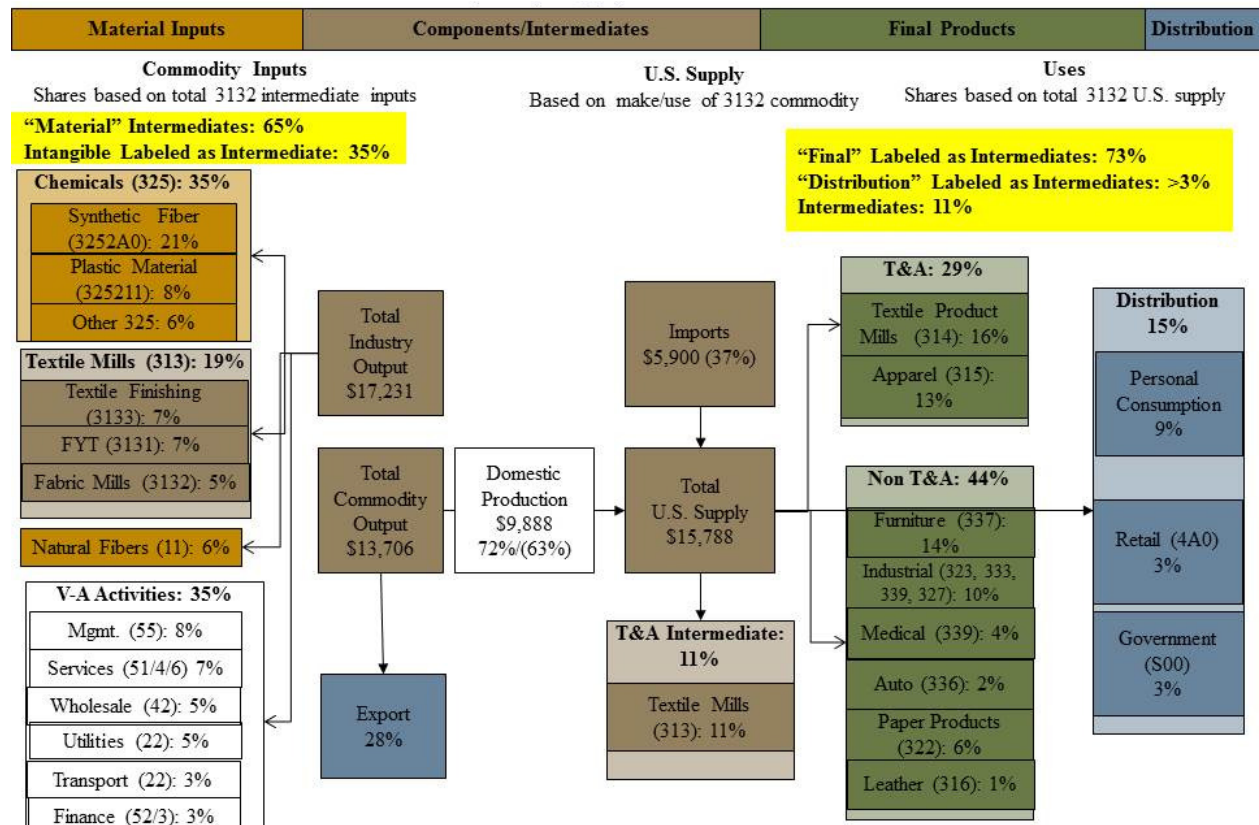 Material Inputs
Components/Intermediates
Final Products
Distribution
Commodity Inputs
Shares based on total 3132 intermediate inputs
U.S. Supply
Based on make/use of 3132 commodity
Uses
Shares based on total 3132 U.S. supply
“Material” Intermediates: 65%
Intangible Labeled as Intermediate: 35%
“Final” Labeled as Intermediates: 73%
“Distribution” Labeled as Intermediates: >3%
Intermediates: 11%
Chemicals (325): 35%
Synthetic Fiber
(3252A0): 21%
Plastic Material
(325211): 8%
Other 325: 6%
Textile Mills (313): 19%
Textile Finishing
(3133): 7%
FYT (3131): 7%
Fabric Mills (3132): 5%
Natural Fibers (11): 6%
V-A Activities: 35%
Mgmt. (55): 8%
Services (51/4/6) 7%
Wholesale (42): 5%
Utilities (22): 5%
Transport (22): 3%
Finance (52/3): 3%
Total
Industry
Output
$17,231
Total
Commodity
Output
$13,706
Export
28%
Domestic
Production
$9,888
72%/(63%)
Imports
$5,900 (37%)
Total
U.S. Supply
$15,788
T&A Intermediate:
11%
Textile Mills
(313): 11%
T&A: 29%
Textile Product
Mills (314): 16%
Apparel (315):
13%
Non T&A: 44%
Furniture (337):
14%
Industrial (323, 333,
339, 327): 10%
Medical (339): 4%
Auto (336): 2%
Paper Products
(322): 6%
Leather (316): 1%
Distribution
15%
Personal
Consumption
9%
Retail (4A0)
3%
Government
(S00)
3%